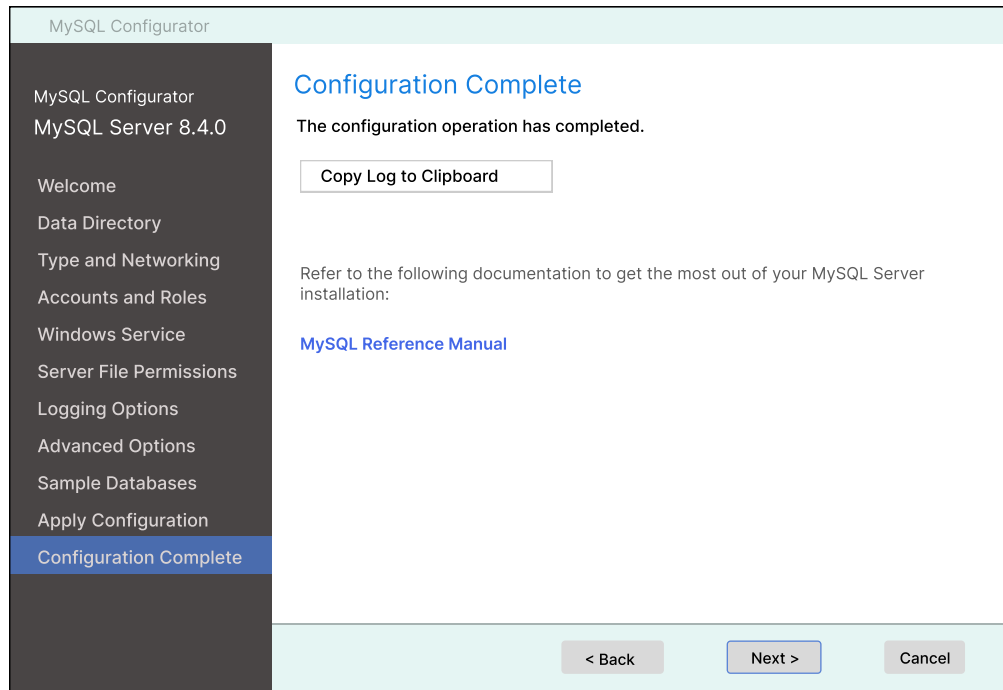 MySQL Configurator
MySQL Configurator
MySQL Server 8.4.0
Welcome
Data Directory
Type and Networking
Accounts and Roles
Windows Service
Server File Permissions
Logging Options
Advanced Options
Sample Databases
Apply Configuration
Configuration Complete
Configuration Complete
The configuration operation has completed.
Copy Log to Clipboard
Refer to the following documentation to get the most out of your MySQL Server
installation:
MySQL Reference Manual
< Back
Next >
Cancel